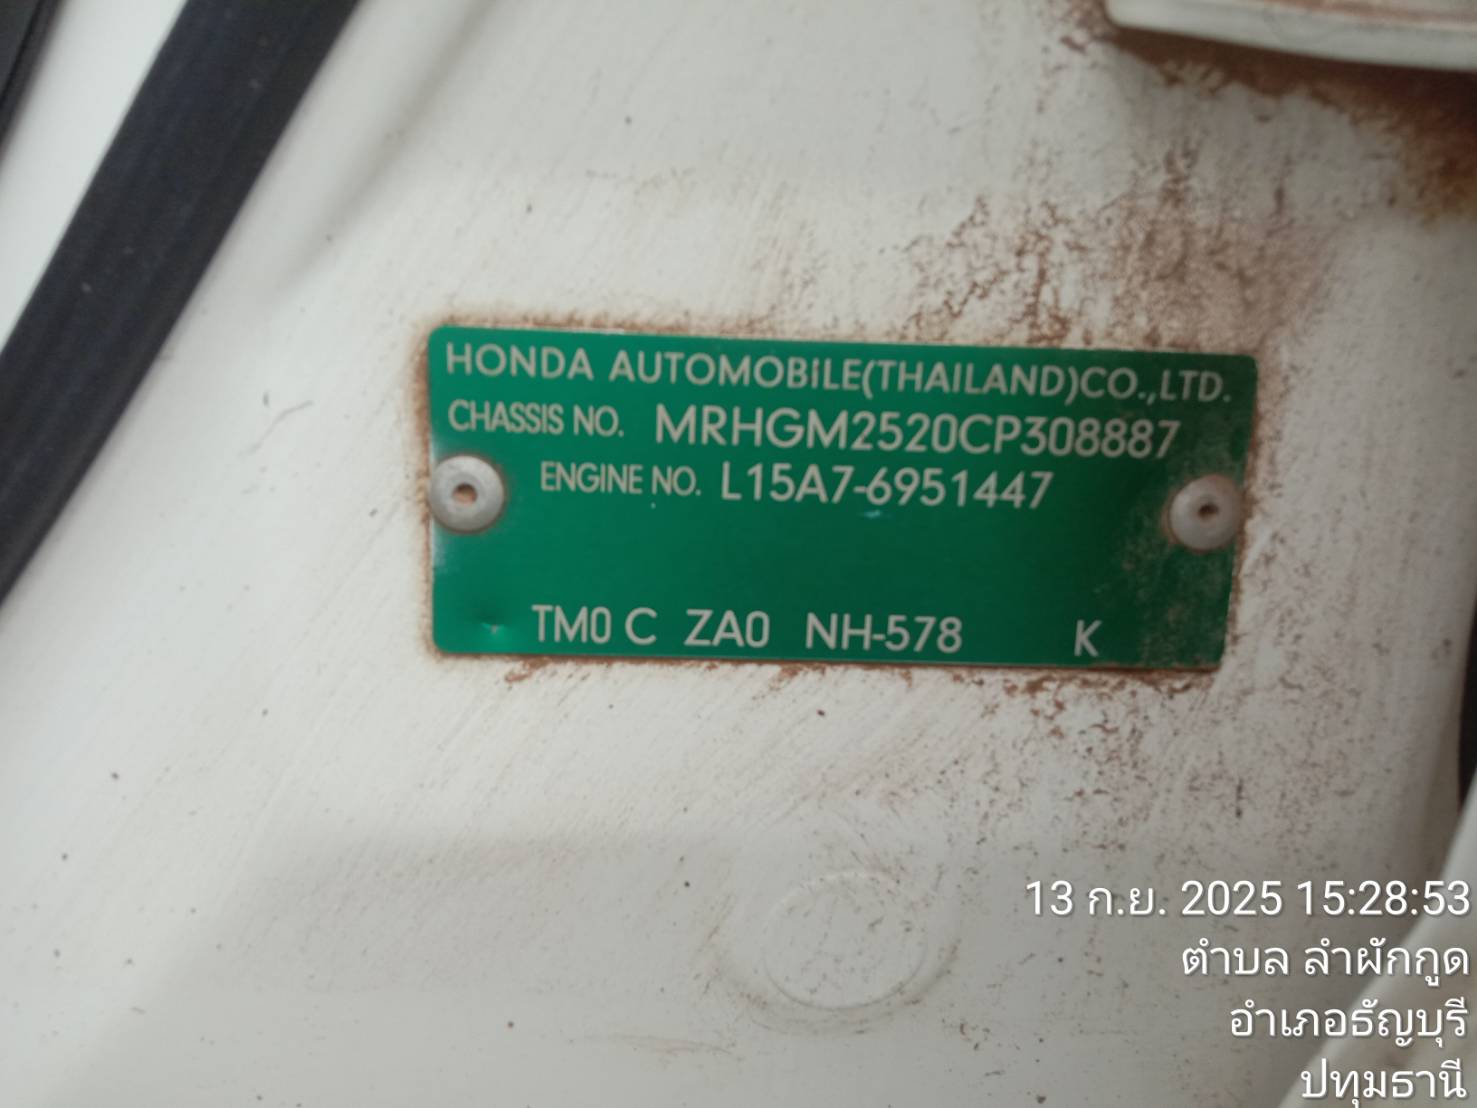 HONDA AUTOMOBILE(THAILAND)CO.,LTD.
CHASSIS NO. MRHGM2520CP308887
ENGINE NO. L15A7-6951447
TM0 C ZA0 NH-578 K
13 ก.ย. 2025 15:28:53
ตำบล ลำผักกูด
อำเภอธัญบุรี
ปทุมธานี